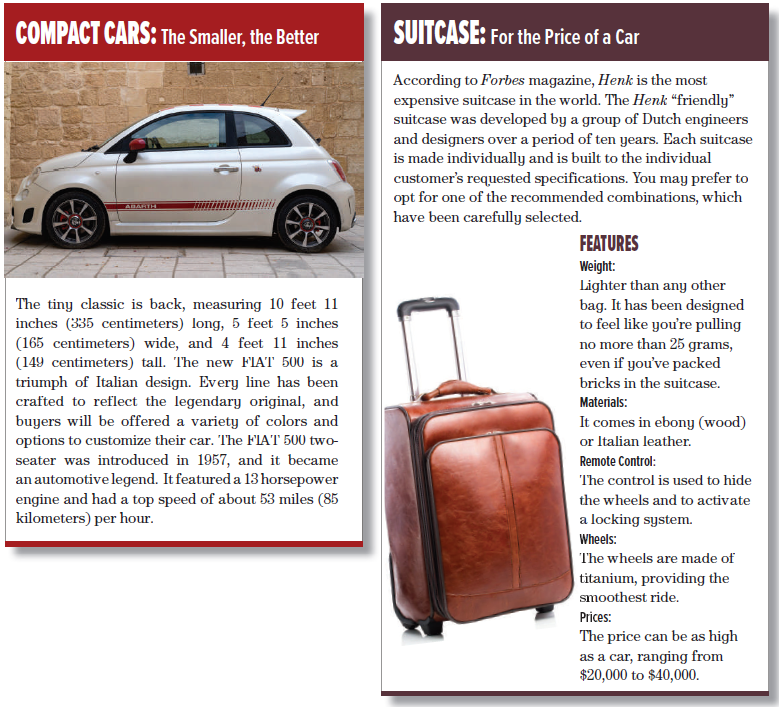 COMPACT CARS: The Smaller, the Better
ABARTH
The tiny classic is back, measuring 10 feet 11
inches (335 centimeters) long, 5 feet 5 inches
(165 centimeters) wide, and 4 feet 11 inches
(149 centimeters) tall. The new FIAT 500 is a
triumph of Italian design. Every line has been
crafted to reflect the legendary original, and
buyers will be offered a variety of colors and
options to customize their car. The FIAT 500 two-
seater was introduced in 1957, and it became
an automotive legend. It featured a 13 horsepower
engine and had a top speed of about 53 miles (85
kilometers) per hour.
SUITCASE: For the Price of a Car
According to Forbes magazine, Henk is the most
expensive suitcase in the world. The Henk “friendly”
suitcase was developed by a group of Dutch engineers
and designers over a period of ten years. Each suitcase
is made individually and is built to the individual
customer’s requested specifications. You may prefer to
opt for one of the recommended combinations, which
have been carefully selected.
FEATURES
Weight:
Lighter than any other
bag. It has been designed
to feel like you’re pulling
no more than 25 grams,
even if you’ve packed
bricks in the suitcase.
Materials:
It comes in ebony (wood)
or Italian leather.
Remote Control:
The control is used to hide
the wheels and to activate
a locking system.
Wheels:
The wheels are made of
titanium, providing the
smoothest ride.
Prices:
The price can be as high
as a car, ranging from
$20,000 to $40,000.